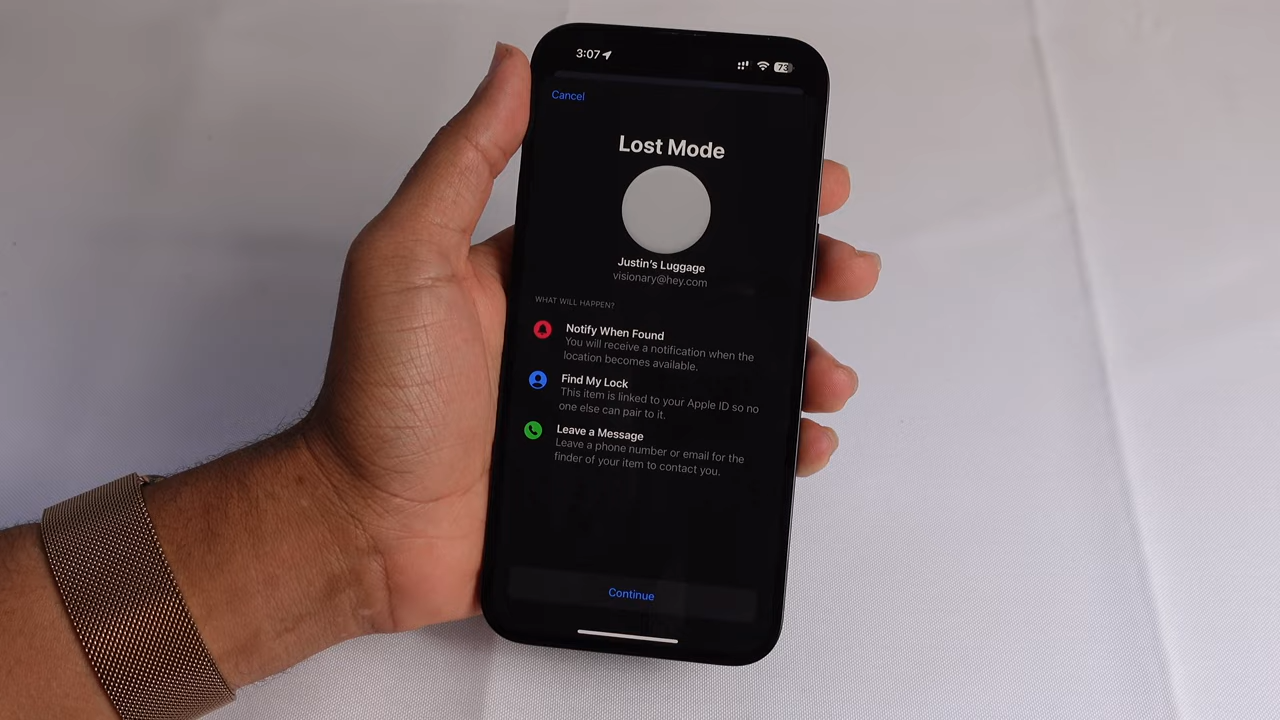 3:07
73
Cancel
Lost Mode
Justin's Luggage
visionary@hey.com
WHAT WILL HAPPEN?
Notify When Found
You will receive a notification when the
location becomes available.
Find My Lock
This item is linked to your Apple ID so no
one else can pair to it.
Leave a Message
Leave a phone number or email for the
finder of your item to contact you.
Continue